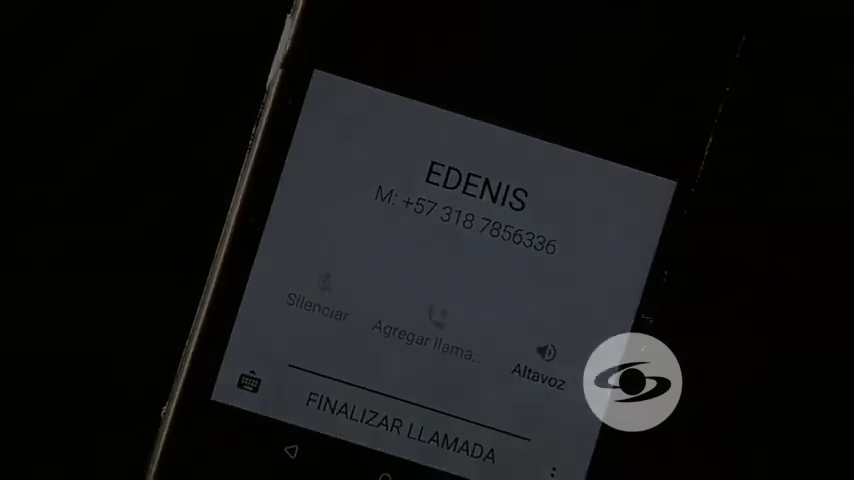 EDENIS
M: +57 318 7856336
Silenciar
Agregar llama...
Altavoz
FINALIZAR LLAMADA